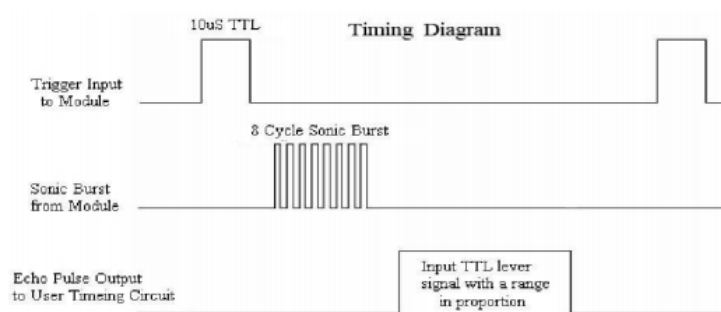 10uS TTL
Timing Diagram
Trigger Input
to Module
8 Cycle Sonic Burst
Sonic Burst
from Module
Echo Pulse Output
to User Timeing Circuit
Input TTL lever
signal with a range
in proportion